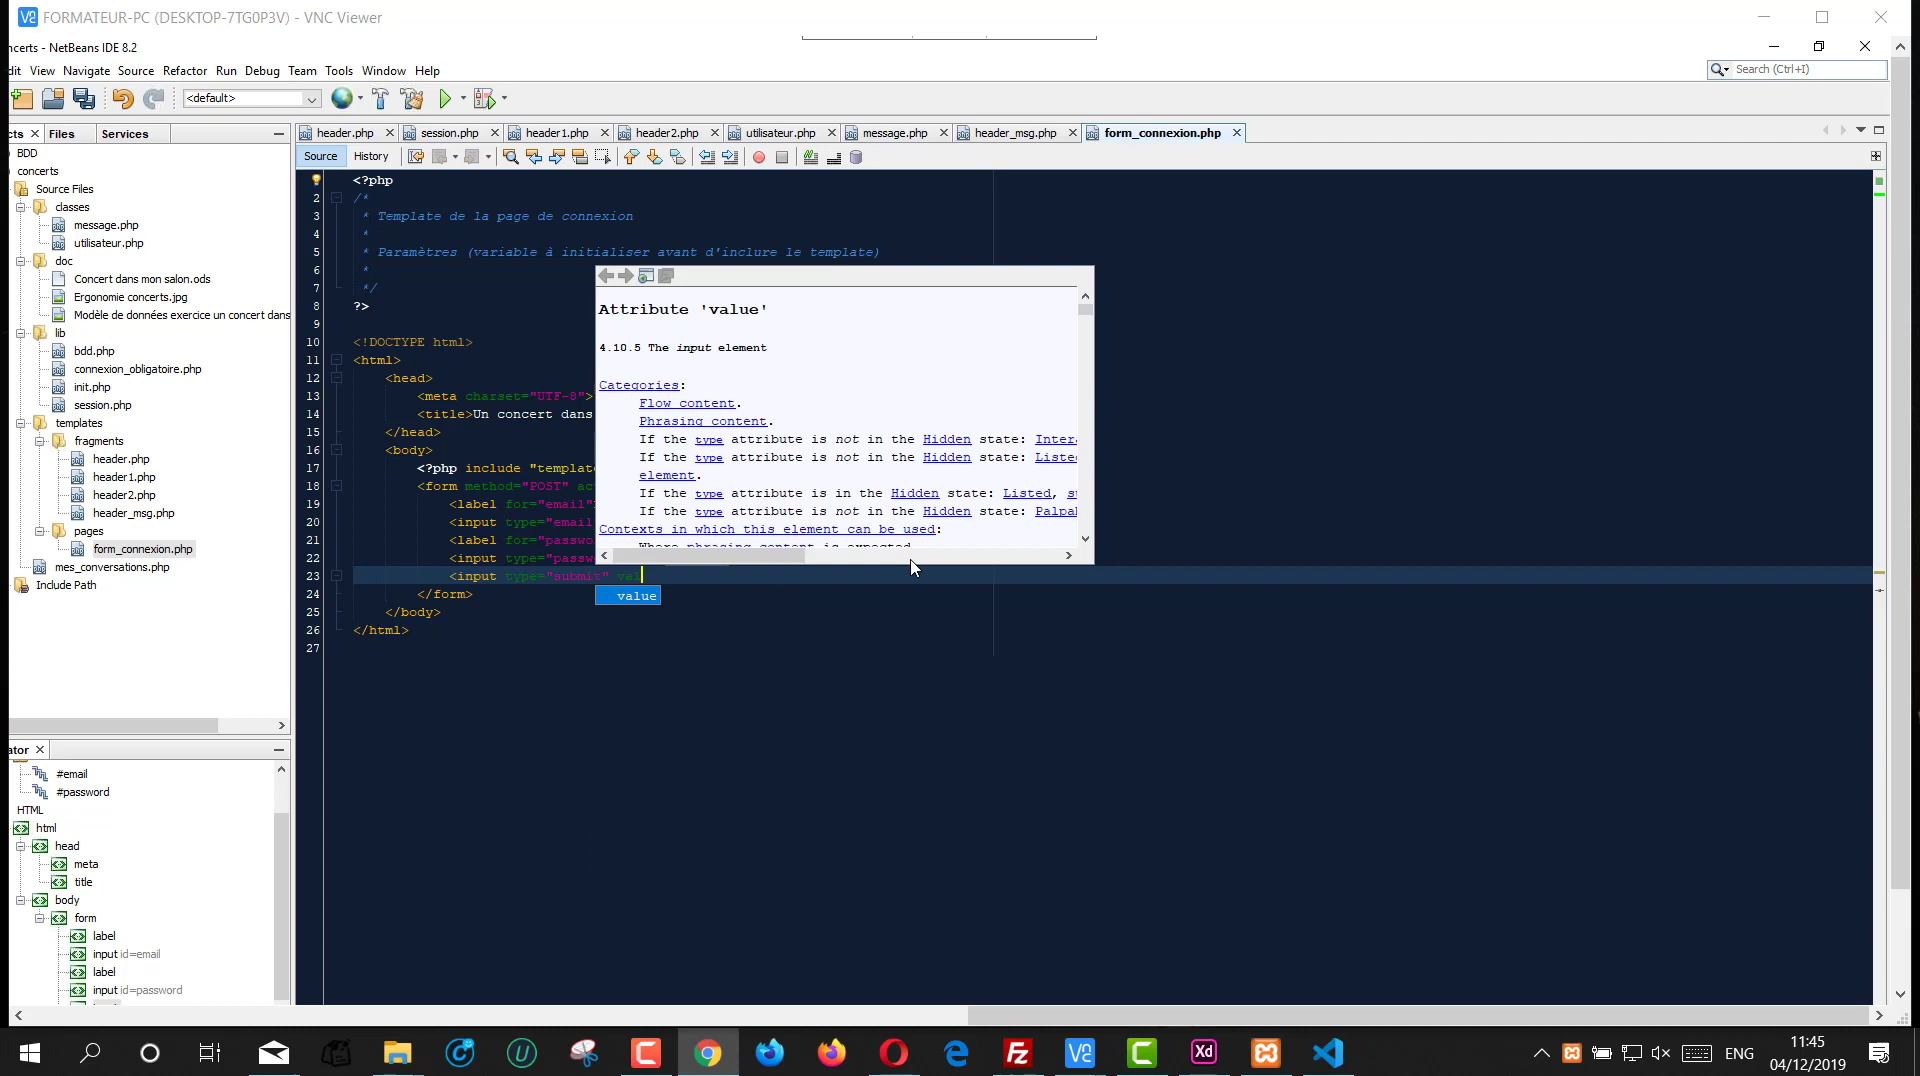 FORMATEUR-PC (DESKTOP-7TG0P3V) - VNC Viewer
ncerts - NetBeans IDE 8.2
dit View Navigate Source Refactor Run Debug Team Tools Window Help
Search (Ctrl+I)
<default>
cts Files Services
header.php session.php header1.php header2.php utilisateur.php message.php header_msg.php form_connexion.php
Source History
BDD
concerts
Source Files
classes
message.php
utilisateur.php
doc
Concert dans mon salon.ods
Ergonomie concerts.jpg
Modèle de données exercice un concert dans
lib
bdd.php
connexion_obligatoire.php
init.php
session.php
templates
fragments
header.php
header1.php
header2.php
header_msg.php
pages
form_connexion.php
mes_conversations.php
Include Path
ator
#email
#password
HTML
html
head
meta
title
body
form
label
input id=email
label
input id=password
<?php
2 /*
3 * Template de la page de connexion
4 *
5 * Paramètres (variable à initialiser avant d'inclure le template)
6 *
7 */
8 ?>
9
10 <!DOCTYPE html>
11 <html>
12 <head>
13 <meta charset="UTF-8">
14 <title>Un concert dans
15 </head>
16 <body>
17 <?php include "templat
18 <form method="POST" ac
19 <label for="email"
20 <input type="email
21 <label for="passwo
22 <input type="passw
23 <input type="submit" val
24 </form>
25 </body>
26 </html>
27
Attribute 'value'
4.10.5 The input element
Categories:
Flow content.
Phrasing content.
If the type attribute is not in the Hidden state: Intera
If the type attribute is not in the Hidden state: Listed
element.
If the type attribute is in the Hidden state: Listed, su
If the type attribute is not in the Hidden state: Palpab
Contexts in which this element can be used:
Where phrasing content is expected.
value
ENG
11:45
04/12/2019